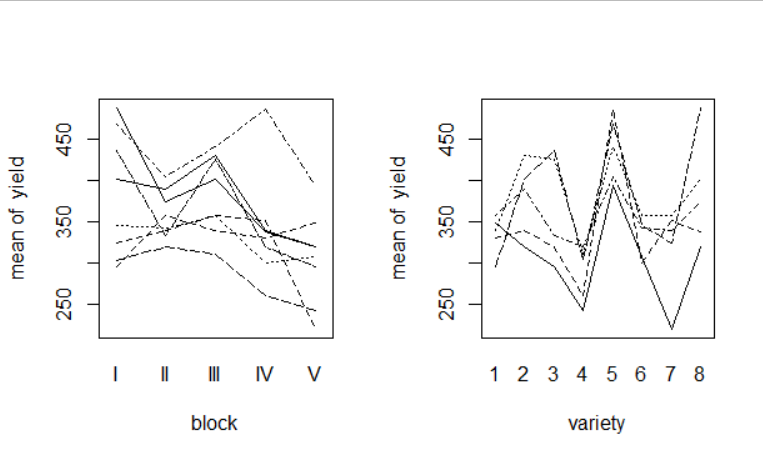 mean of yield
450
350
250
I II III IV V
block
mean of yield
450
350
250
1 2 3 4 5 6 7 8
variety